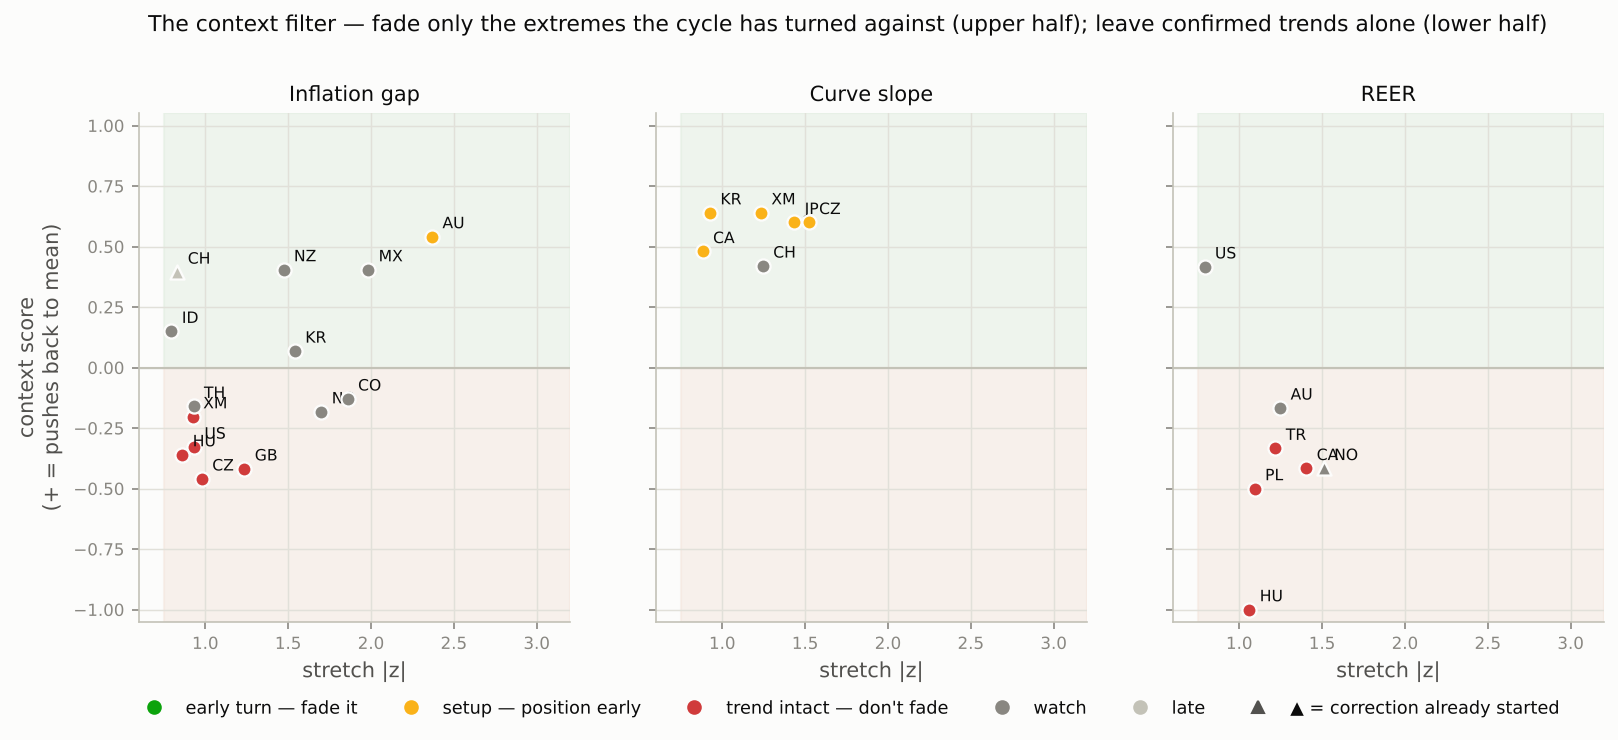 The context filter — fade only the extremes the cycle has turned against (upper half); leave confirmed trends alone (lower half)
Inflation gap
Curve slope
REER
context score
(+ = pushes back to mean)
1.00
0.75
0.50
0.25
0.00
−0.25
−0.50
−0.75
−1.00
AU
CH
NZ
MX
ID
KR
TH
XM
N
CO
US
HU
CZ
GB
KR
XM
JP
CZ
CA
CH
US
AU
TR
CA
NO
PL
HU
1.0 1.5 2.0 2.5 3.0
1.0 1.5 2.0 2.5 3.0
1.0 1.5 2.0 2.5 3.0
stretch |z|
stretch |z|
stretch |z|
early turn — fade it
setup — position early
trend intact — don't fade
watch
late
▲ = correction already started